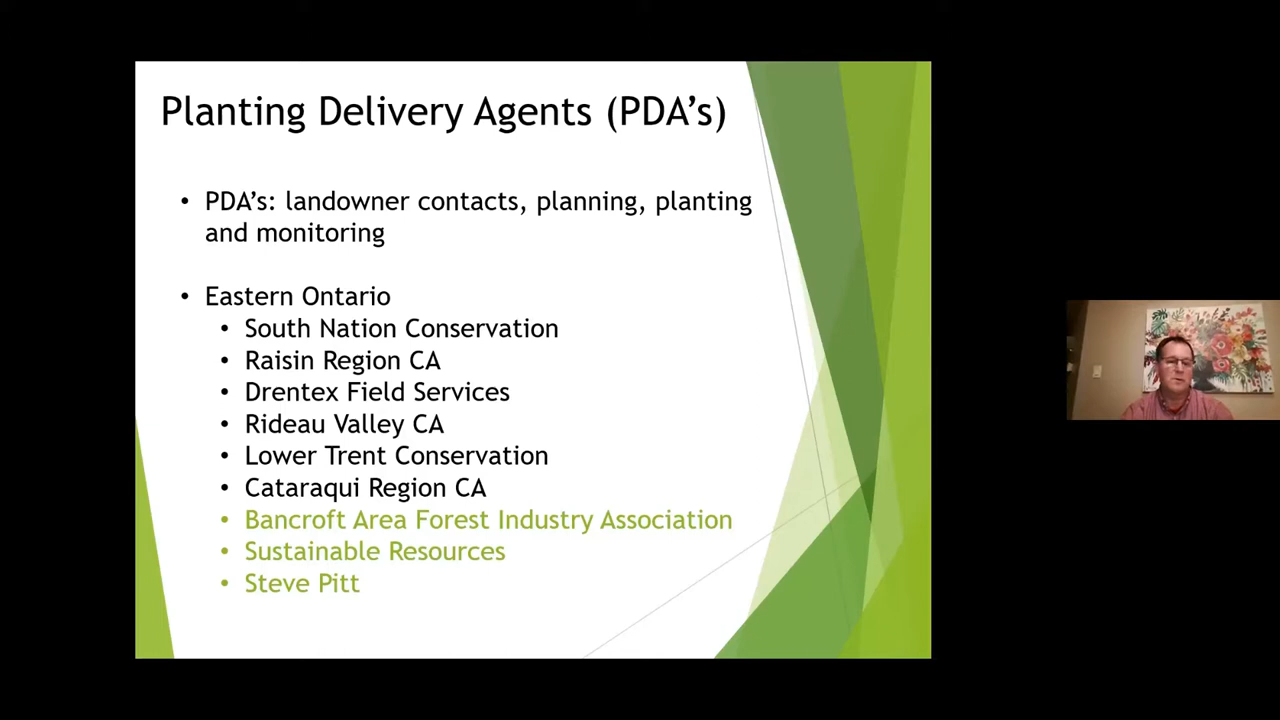 Planting Delivery Agents (PDA's)
• PDA's: landowner contacts, planning, planting
and monitoring
• Eastern Ontario
• South Nation Conservation
• Raisin Region CA
• Drentex Field Services
• Rideau Valley CA
• Lower Trent Conservation
• Cataraqui Region CA
• Bancroft Area Forest Industry Association
• Sustainable Resources
• Steve Pitt